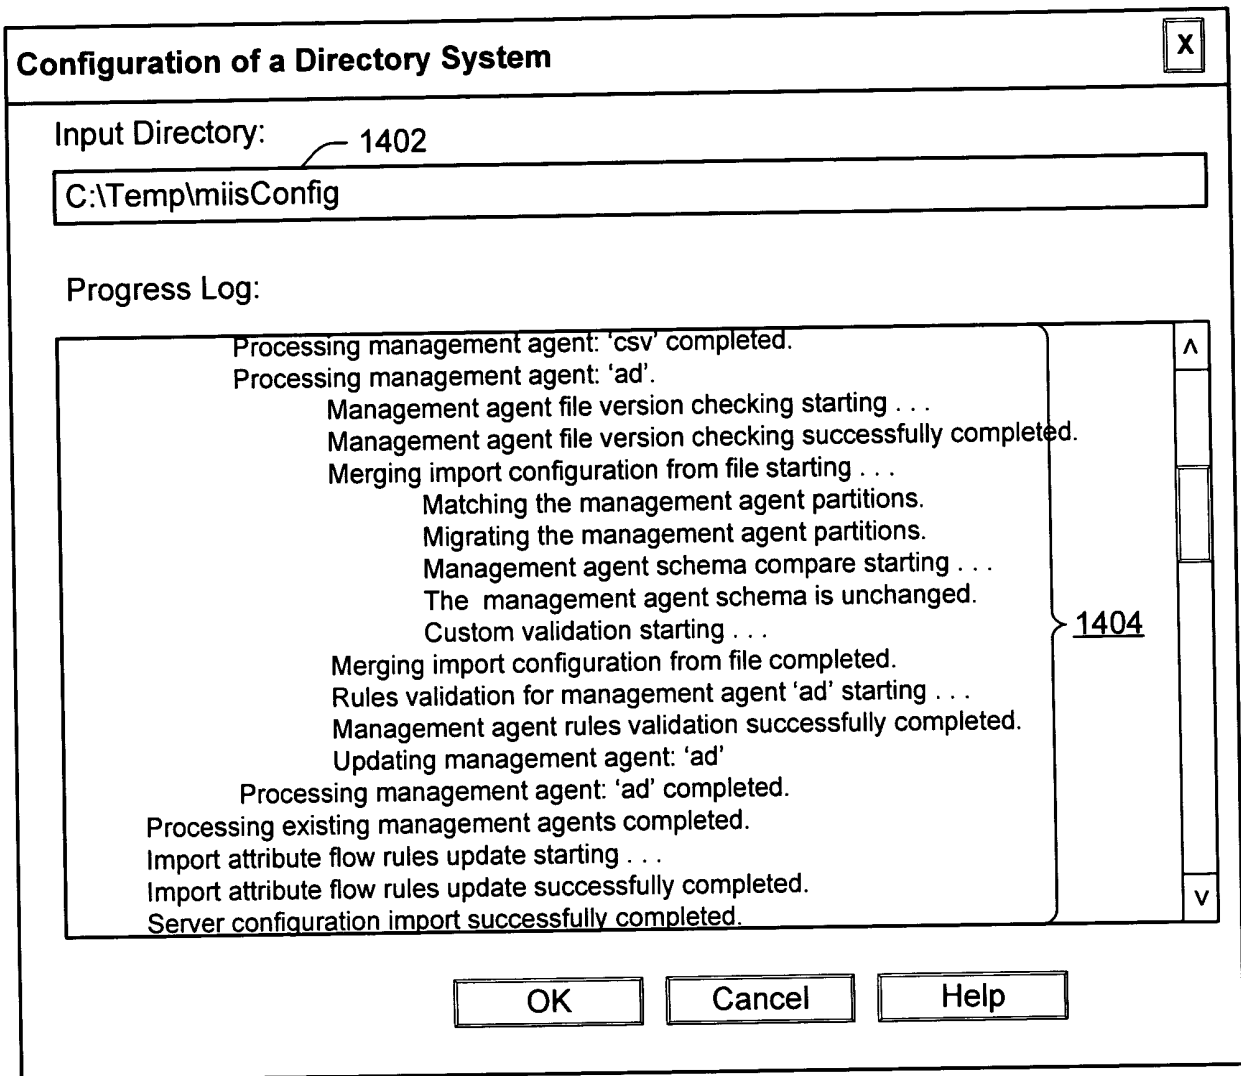 Configuration of a Directory System
X
Input Directory:
1402
C:\Temp\miisConfig
Progress Log:
Processing management agent: ‘csv’ completed.
Processing management agent: ‘ad’.
Management agent file version checking starting . . .
Management agent file version checking successfully completed.
Merging import configuration from file starting . . .
Matching the management agent partitions.
Migrating the management agent partitions.
Management agent schema compare starting . . .
The management agent schema is unchanged.
Custom validation starting . . .
1404
Merging import configuration from file completed.
Rules validation for management agent ‘ad’ starting . . .
Management agent rules validation successfully completed.
Updating management agent: ‘ad’
Processing management agent: ‘ad’ completed.
Processing existing management agents completed.
Import attribute flow rules update starting . . .
Import attribute flow rules update successfully completed.
Server configuration import successfully completed.
OK
Cancel
Help